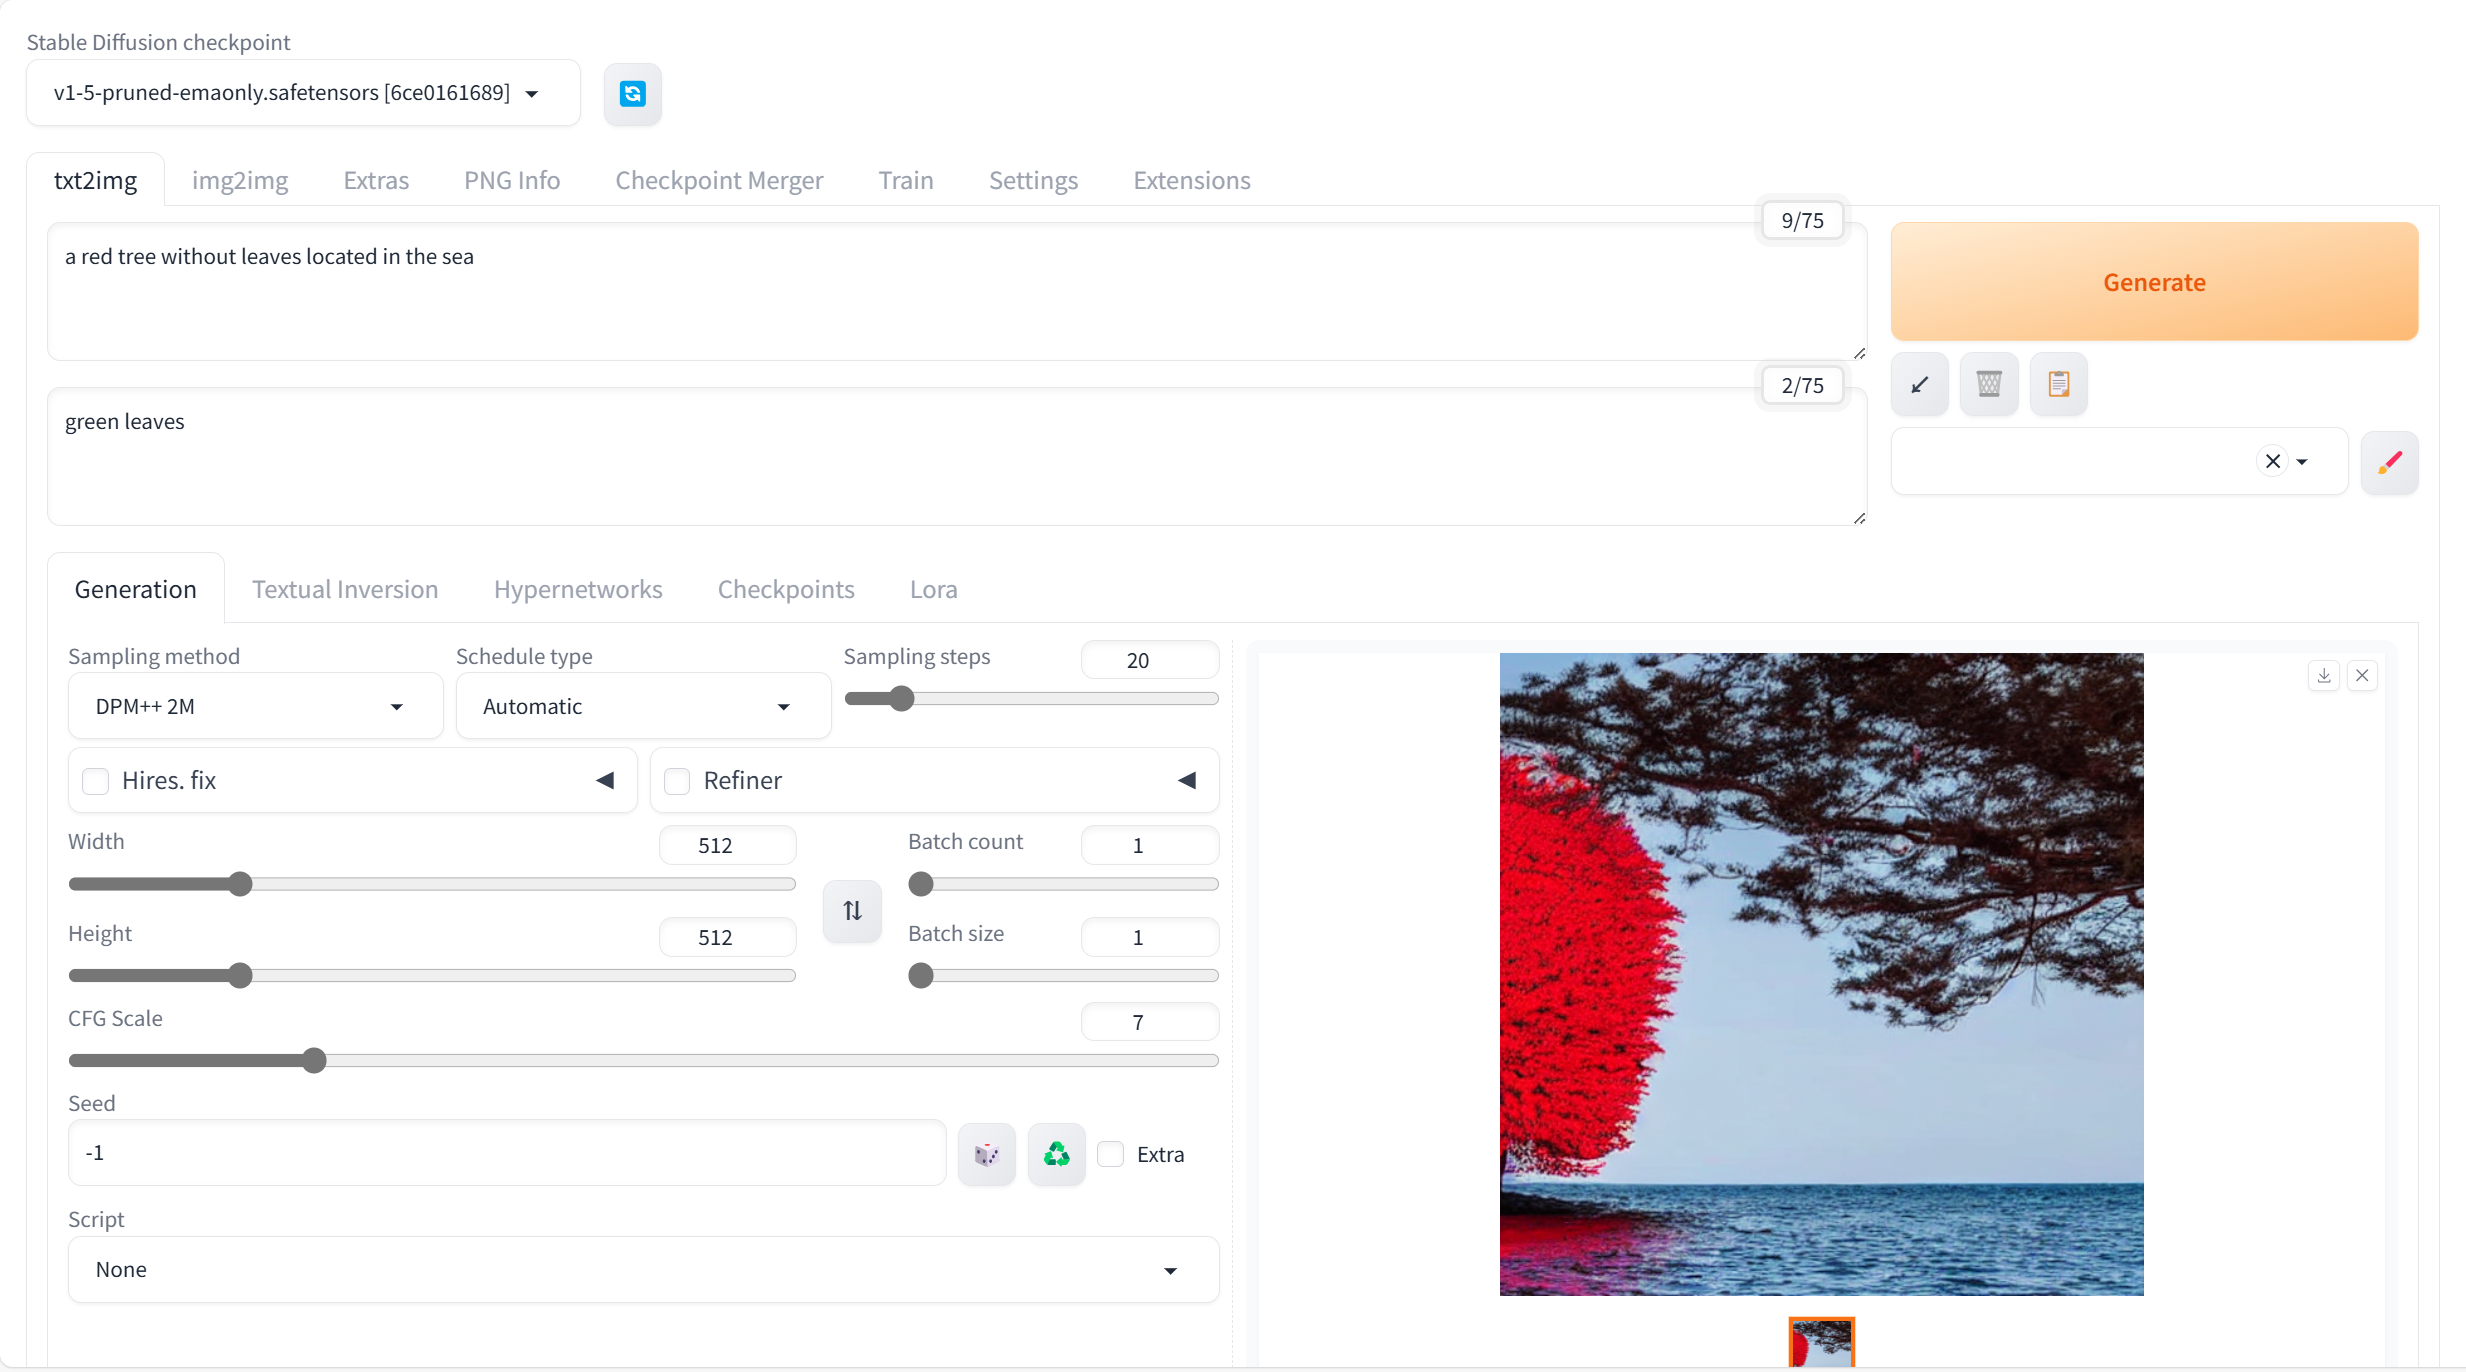 Stable Diffusion checkpoint
v1-5-pruned-emaonly.safetensors [6ce0161689]
txt2img img2img Extras PNG Info Checkpoint Merger Train Settings Extensions
9/75
a red tree without leaves located in the sea
Generate
2/75
green leaves
Generation Textual Inversion Hypernetworks Checkpoints Lora
Sampling method Schedule type Sampling steps 20
DPM++ 2M Automatic
Hires. fix Refiner
Width 512 Batch count 1
Height 512 Batch size 1
CFG Scale 7
Seed
-1 Extra
Script
None